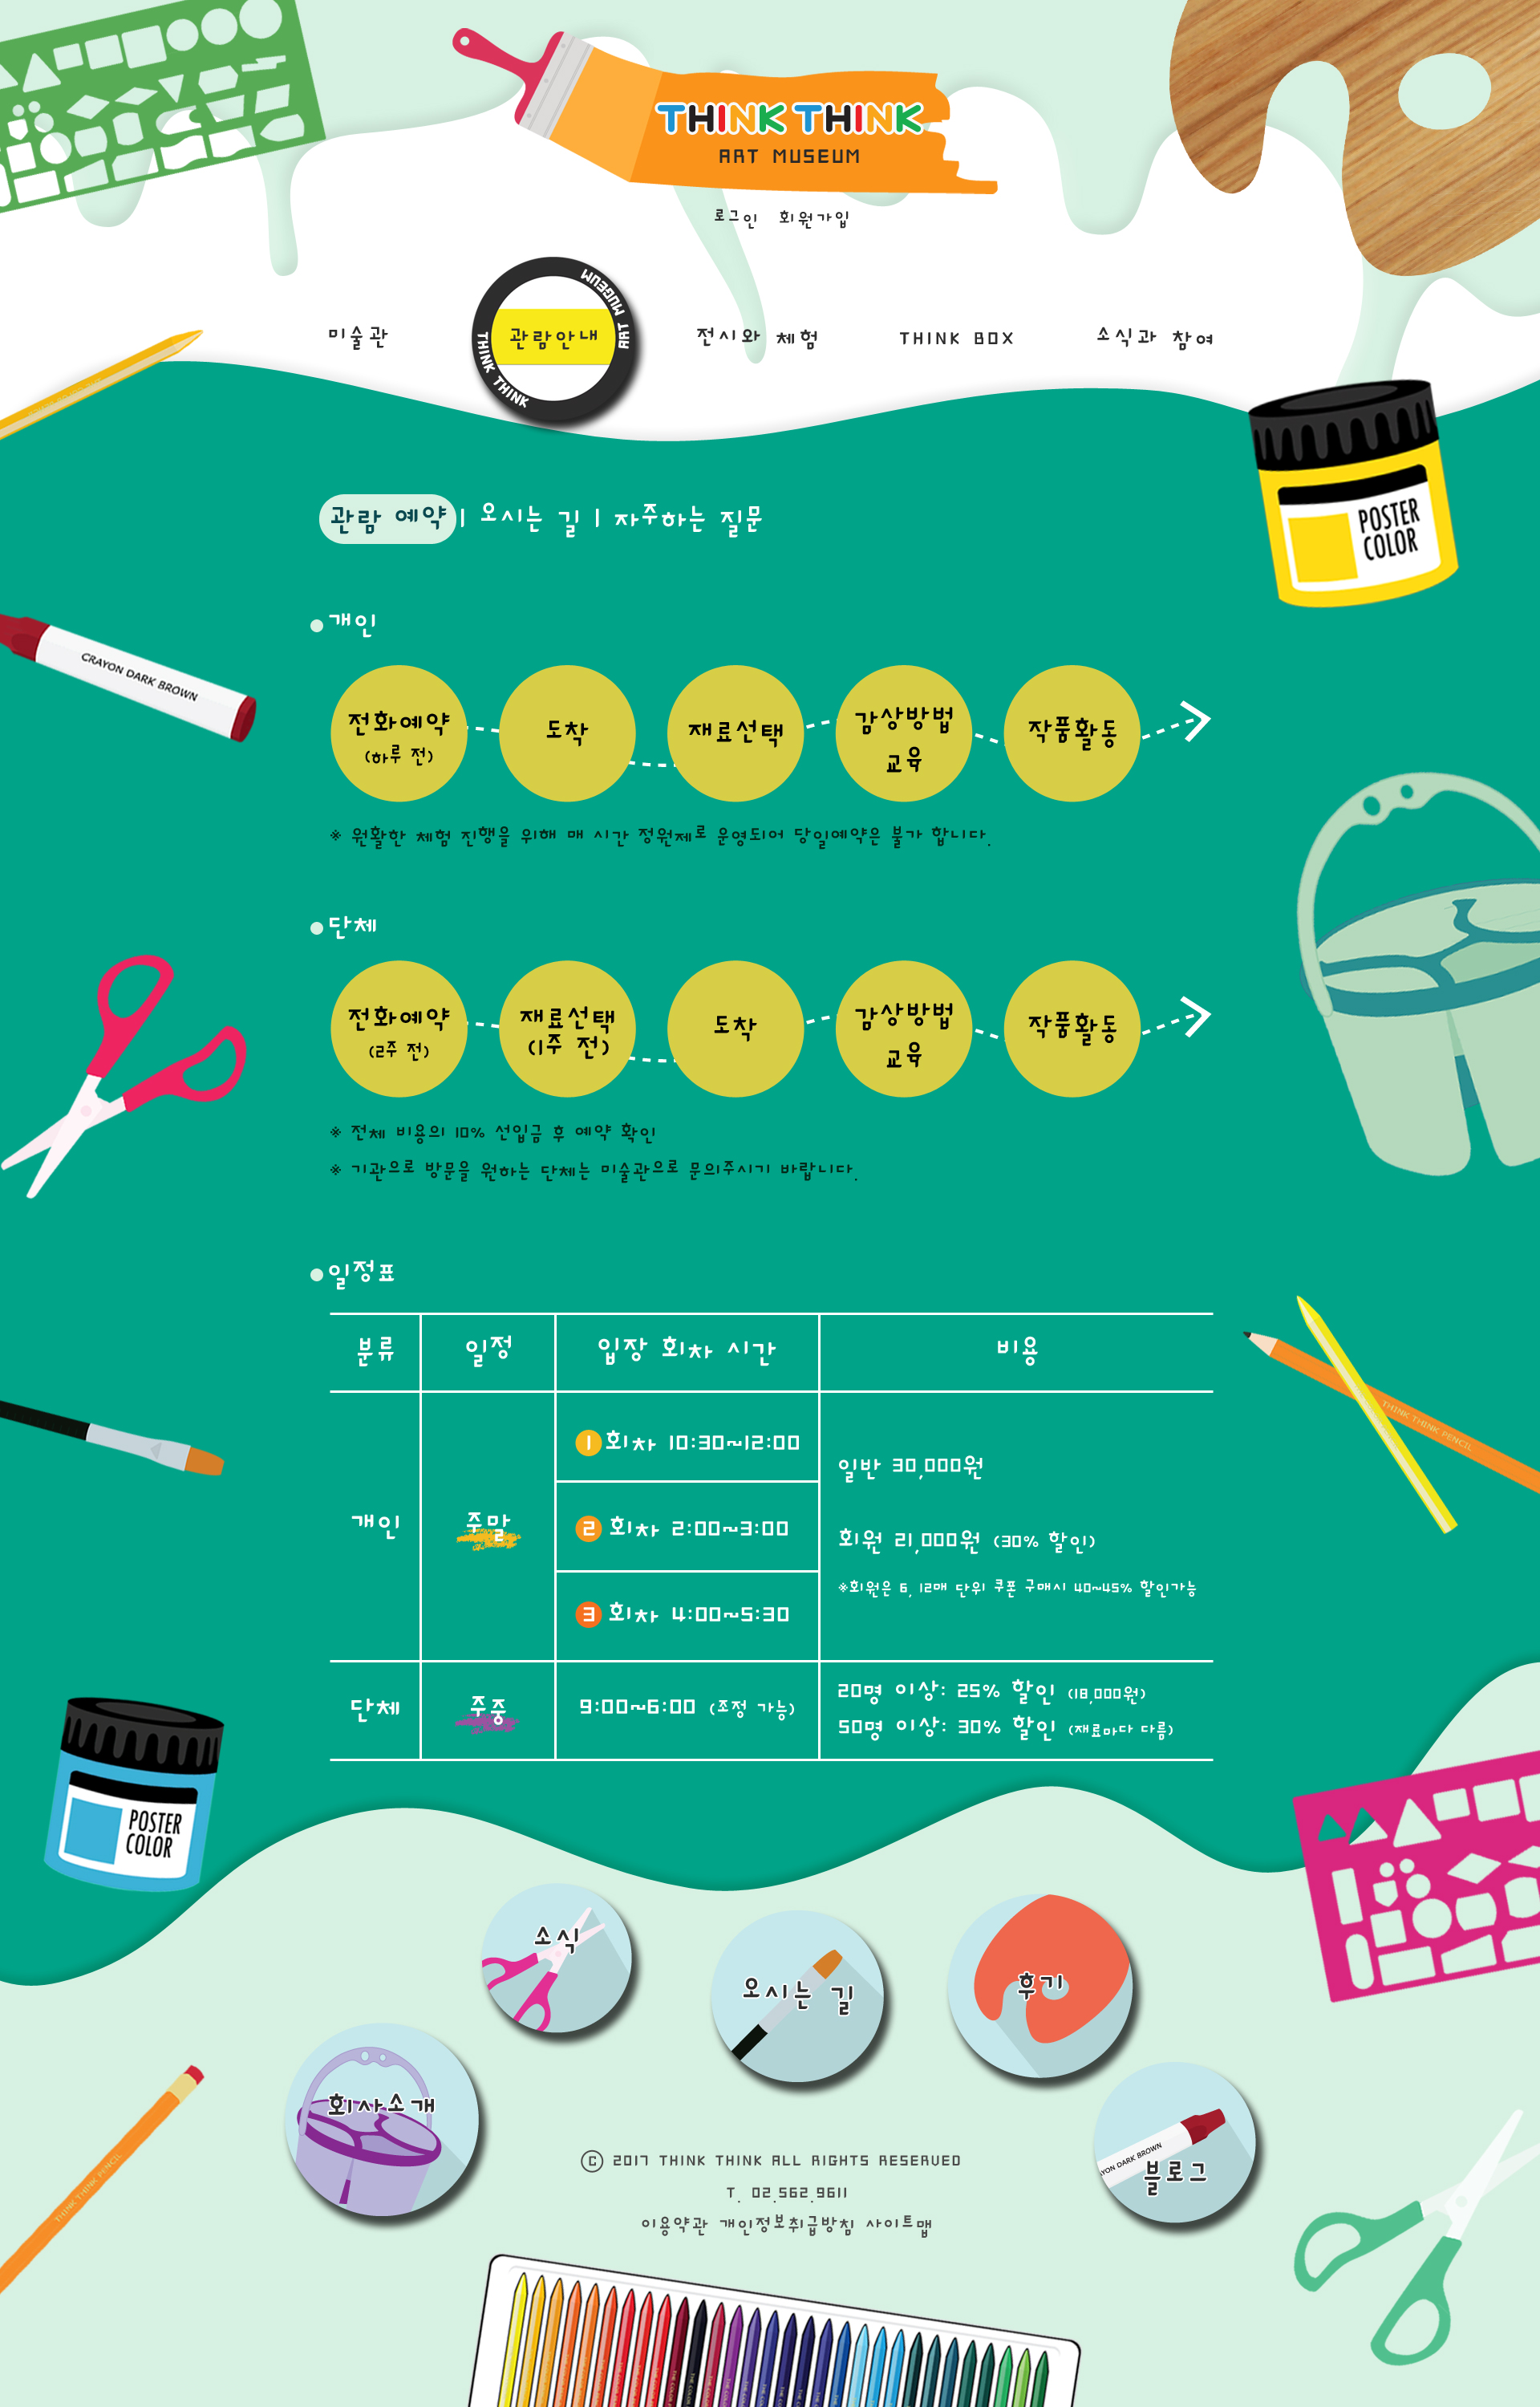 THINK THINK
ART MUSEUM
로그인 회원가입
미술관
관람안내
ART MUSEUM
THINK THINK
전시와 체험
THINK BOX
소식과 참여
POSTER
COLOR
관람 예약 | 오시는 길 | 자주하는 질문
개인
CRAYON DARK BROWN
전화예약
(하루 전)
도착
재료선택
감상방법
교육
작품활동
※ 원활한 체험 진행을 위해 매 시간 정원제로 운영되어 당일예약은 불가 합니다.
단체
전화예약
(2주 전)
재료선택
(1주 전)
도착
감상방법
교육
작품활동
※ 전체 비용의 10% 선입금 후 예약 확인
※ 기관으로 방문을 원하는 단체는 미술관으로 문의주시기 바랍니다.
일정표
분류 일정 입장 회차 시간 비용
THINK THINK PENCIL
개인
주말
1 회차 10:30~12:00
2 회차 2:00~3:00
3 회차 4:00~5:30
일반 30,000원
회원 21,000원 (30% 할인)
※회원은 6, 12매 단위 쿠폰 구매시 40~45% 할인가능
단체
주중
9:00~6:00 (조정 가능)
20명 이상: 25% 할인 (18,000원)
50명 이상: 30% 할인 (재료마다 다름)
POSTER
COLOR
소식
오시는 길
후기
회사소개
YON DARK BROWN
블로그
THINK THINK PENCIL
© 2017 THINK THINK ALL RIGHTS RESERVED
T. 02.562.9611
이용약관 개인정보취급방침 사이트맵